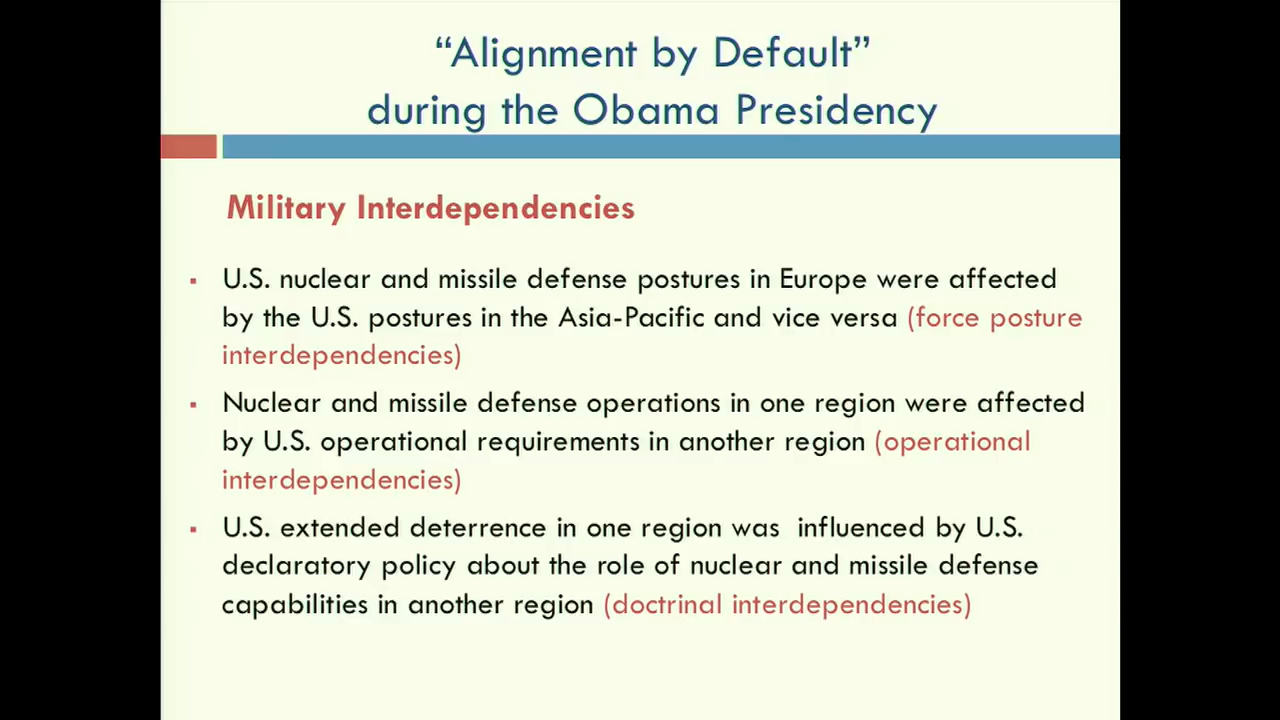 “Alignment by Default”
during the Obama Presidency
Military Interdependencies
▪ U.S. nuclear and missile defense postures in Europe were affected
by the U.S. postures in the Asia-Pacific and vice versa (force posture
interdependencies)
▪ Nuclear and missile defense operations in one region were affected
by U.S. operational requirements in another region (operational
interdependencies)
▪ U.S. extended deterrence in one region was  influenced by U.S.
declaratory policy about the role of nuclear and missile defense
capabilities in another region (doctrinal interdependencies)